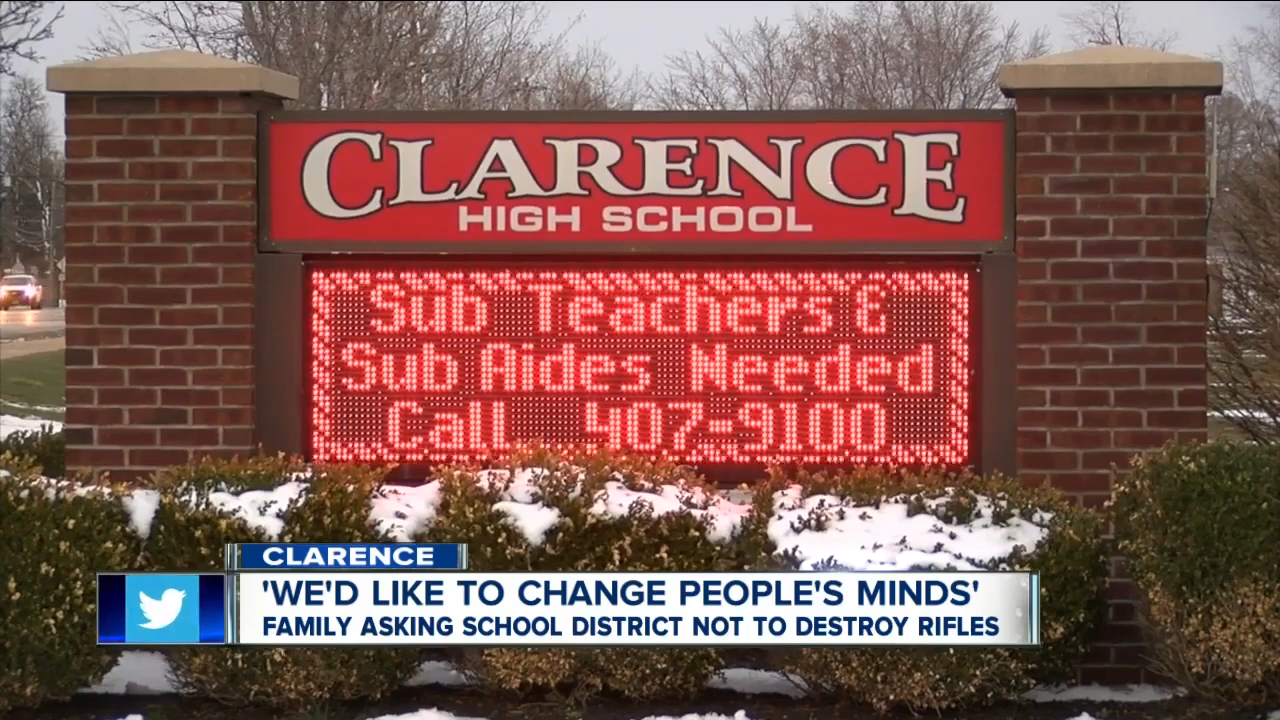 CLARENCE
HIGH SCHOOL
Sub Teachers &
Sub Aides Needed
Call 407-9100
CLARENCE
'WE'D LIKE TO CHANGE PEOPLE'S MINDS'
FAMILY ASKING SCHOOL DISTRICT NOT TO DESTROY RIFLES